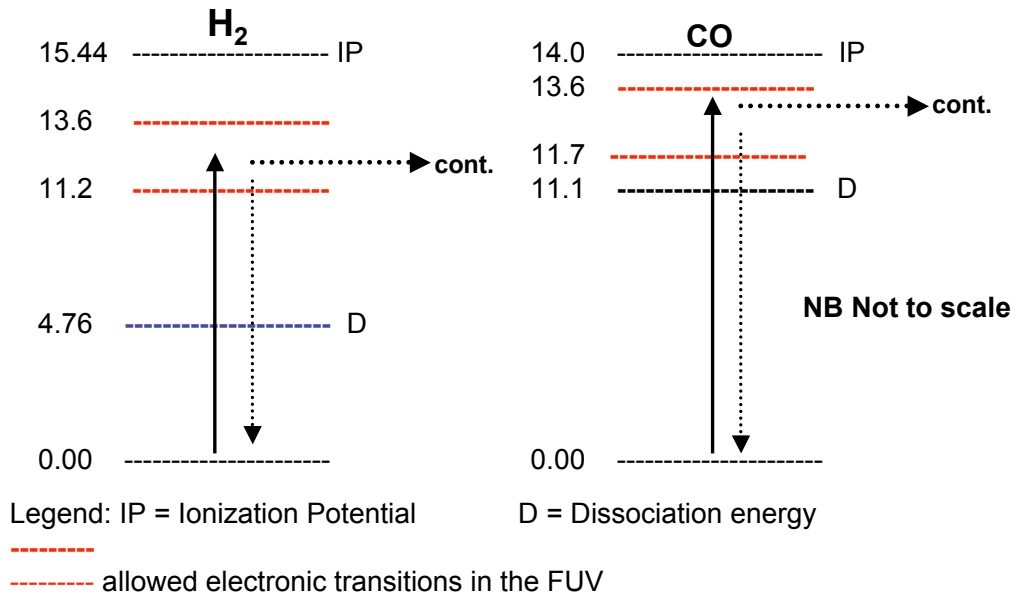 H2
15.44 IP
13.6
cont.
11.2
4.76 D
0.00
CO
14.0 IP
13.6
cont.
11.7
11.1 D
NB Not to scale
0.00
Legend: IP = Ionization Potential D = Dissociation energy
allowed electronic transitions in the FUV